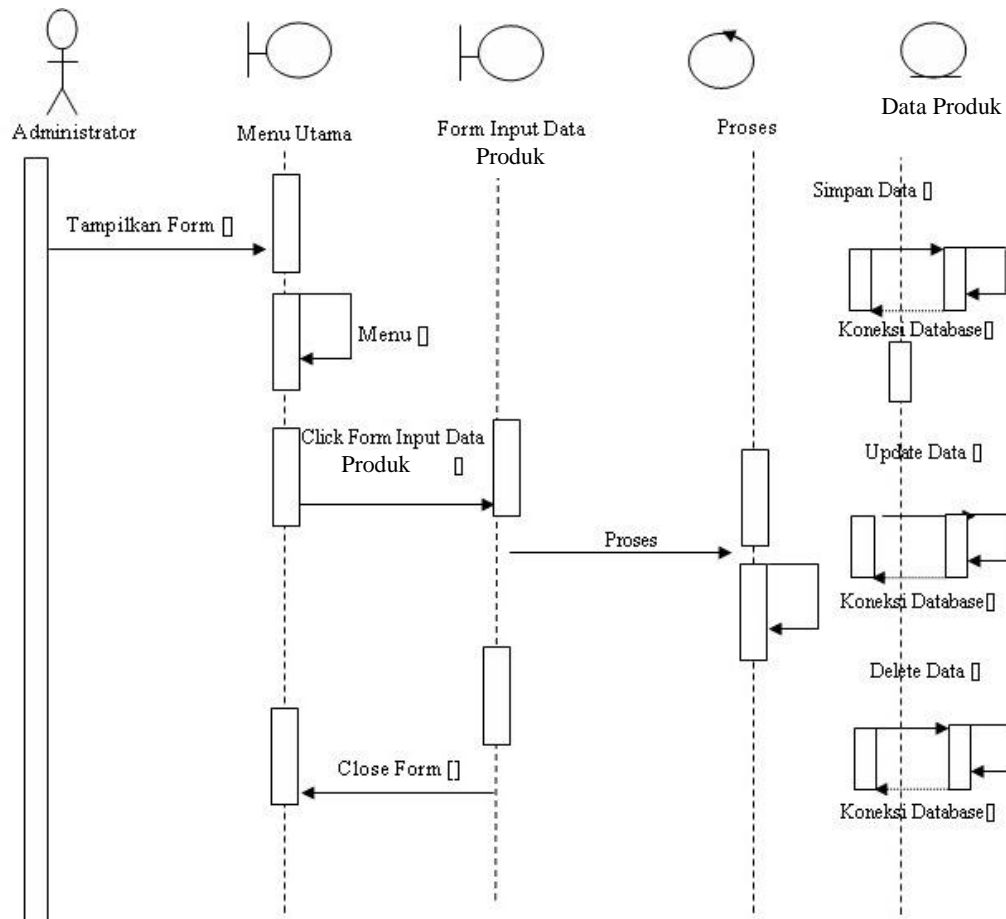 Administrator
Menu Utama
Form Input Data
Produk
Proses
Data Produk
Simpan Data []
Tampilkan Form []
Koneksi Database[]
Menu []
Click Form Input Data
Produk []
Update Data []
Proses
Koneksi Database[]
Delete Data []
Close Form []
Koneksi Database[]